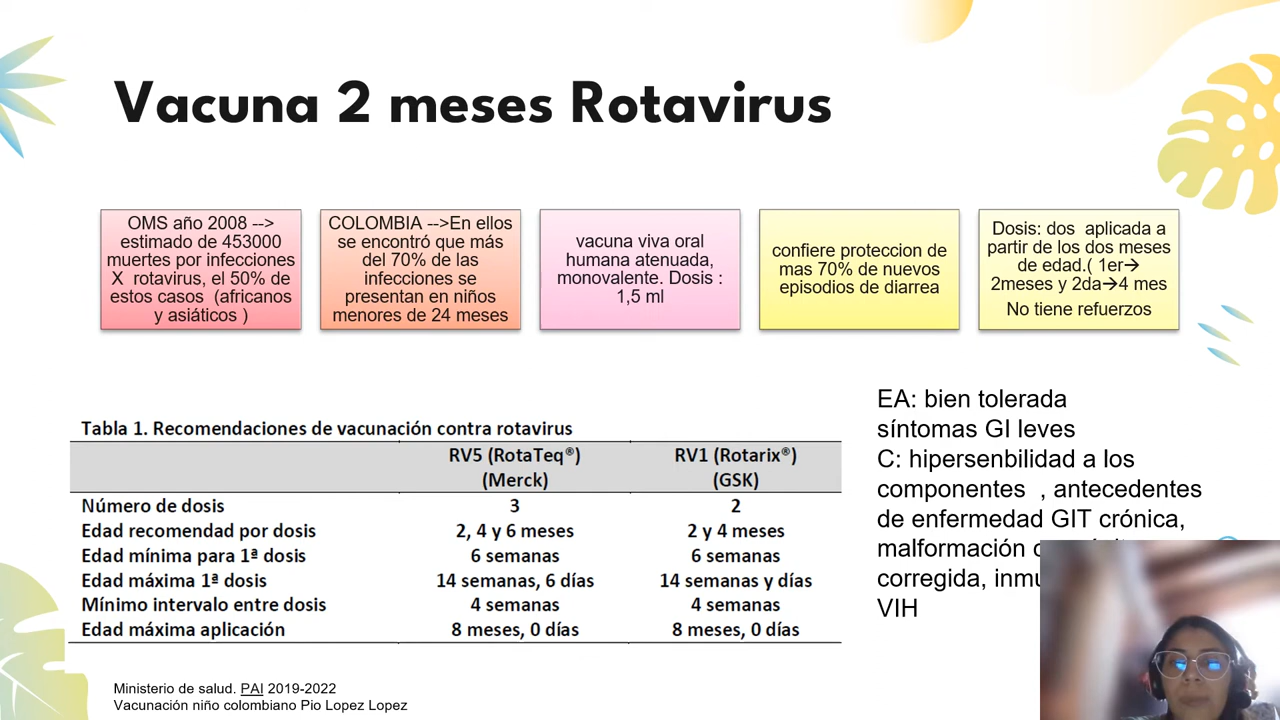 Vacuna 2 meses Rotavirus
OMS año 2008 -->
estimado de 453000
muertes por infecciones
X rotavirus, el 50% de
estos casos (africanos
y asiáticos )
COLOMBIA -->En ellos
se encontró que más
del 70% de las
infecciones se
presentan en niños
menores de 24 meses
vacuna viva oral
humana atenuada,
monovalente. Dosis :
1,5 ml
confiere proteccion de
mas 70% de nuevos
episodios de diarrea
Dosis: dos aplicada a
partir de los dos meses
de edad.( 1er→
2meses y 2da→4 mes
No tiene refuerzos
Tabla 1. Recomendaciones de vacunación contra rotavirus
RV5 (RotaTeq®) RV1 (Rotarix®)
(Merck) (GSK)
Número de dosis 3 2
Edad recomendad por dosis 2, 4 y 6 meses 2 y 4 meses
Edad mínima para 1ª dosis 6 semanas 6 semanas
Edad máxima 1ª dosis 14 semanas, 6 días 14 semanas y días
Mínimo intervalo entre dosis 4 semanas 4 semanas
Edad máxima aplicación 8 meses, 0 días 8 meses, 0 días
EA: bien tolerada
síntomas GI leves
C: hipersenbilidad a los
componentes , antecedentes
de enfermedad GIT crónica,
malformación
corregida,
VIH
Ministerio de salud. PAI 2019-2022
Vacunación niño colombiano Pio Lopez Lopez